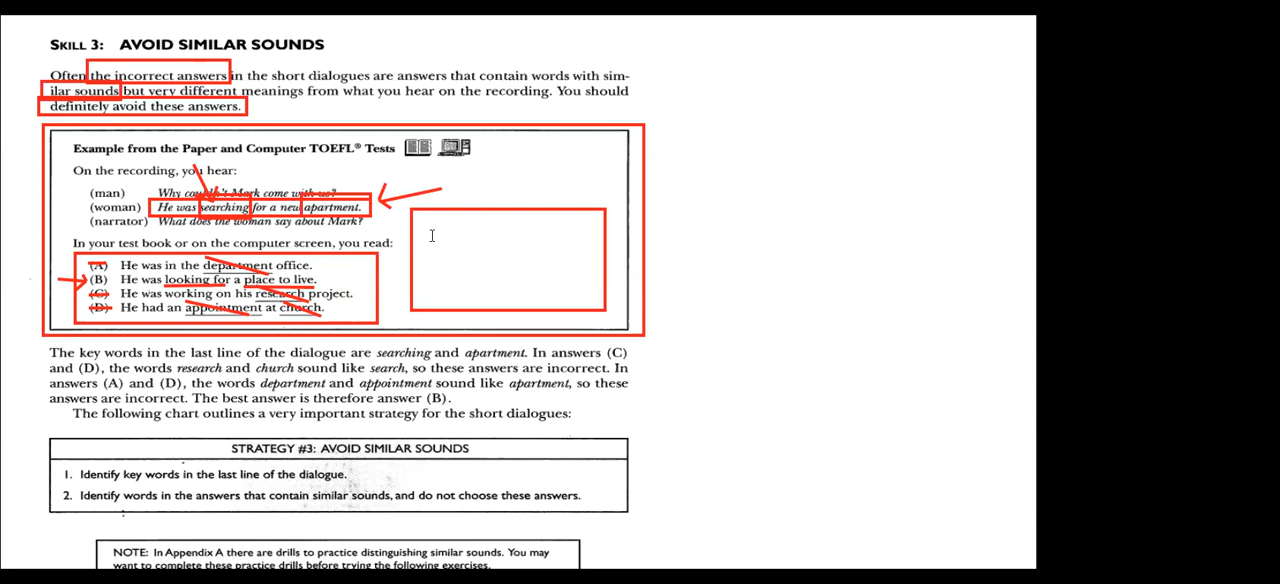 SKILL 3: AVOID SIMILAR SOUNDS
Often the incorrect answers in the short dialogues are answers that contain words with sim-
ilar sounds but very different meanings from what you hear on the recording. You should
definitely avoid these answers.
Example from the Paper and Computer TOEFL® Tests
On the recording, you hear:
(man) Why couldn't Mark come with us?
(woman) He was searching for a new apartment.
(narrator) What does the woman say about Mark?
In your test book or on the computer screen, you read:
(A) He was in the department office.
(B) He was looking for a place to live.
(C) He was working on his research project.
(D) He had an appointment at church.
The key words in the last line of the dialogue are searching and apartment. In answers (C)
and (D), the words research and church sound like search, so these answers are incorrect. In
answers (A) and (D), the words department and appointment sound like apartment, so these
answers are incorrect. The best answer is therefore answer (B).
The following chart outlines a very important strategy for the short dialogues:
STRATEGY #3: AVOID SIMILAR SOUNDS
1. Identify key words in the last line of the dialogue.
2. Identify words in the answers that contain similar sounds, and do not choose these answers.
NOTE: In Appendix A there are drills to practice distinguishing similar sounds. You may
want to complete these practice drills before trying the following exercises.